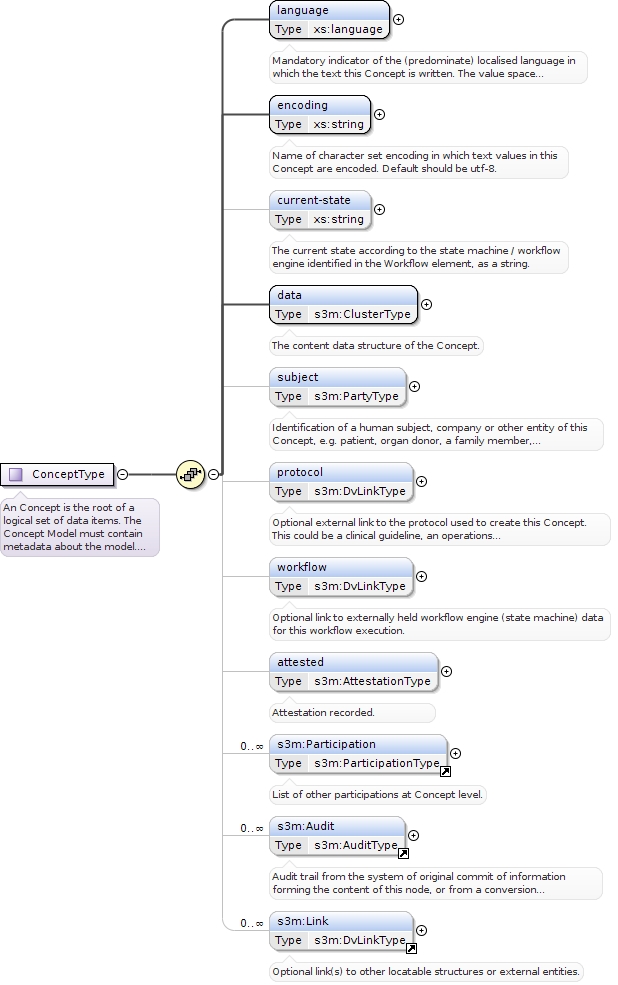 language
Type xs:language
Mandatory indicator of the (predominate) localised language in
which the text this Concept is written. The value space...
encoding
Type xs:string
Name of character set encoding in which text values in this
Concept are encoded. Default should be utf-8.
current-state
Type xs:string
The current state according to the state machine / workflow
engine identified in the Workflow element, as a string.
data
Type s3m:ClusterType
The content data structure of the Concept.
subject
Type s3m:PartyType
Identification of a human subject, company or other entity of this
Concept, e.g. patient, organ donor, a family member,...
ConceptType
An Concept is the root of a
logical set of data items. The
Concept Model must contain
metadata about the model....
protocol
Type s3m:DvLinkType
Optional external link to the protocol used to create this Concept.
This could be a clinical guideline, an operations...
workflow
Type s3m:DvLinkType
Optional link to externally held workflow engine (state machine) data
for this workflow execution.
attested
Type s3m:AttestationType
Attestation recorded.
0..∞
s3m:Participation
Type s3m:ParticipationType
List of other participations at Concept level.
0..∞
s3m:Audit
Type s3m:AuditType
Audit trail from the system of original commit of information
forming the content of this node, or from a conversion...
0..∞
s3m:Link
Type s3m:DvLinkType
Optional link(s) to other locatable structures or external entities.